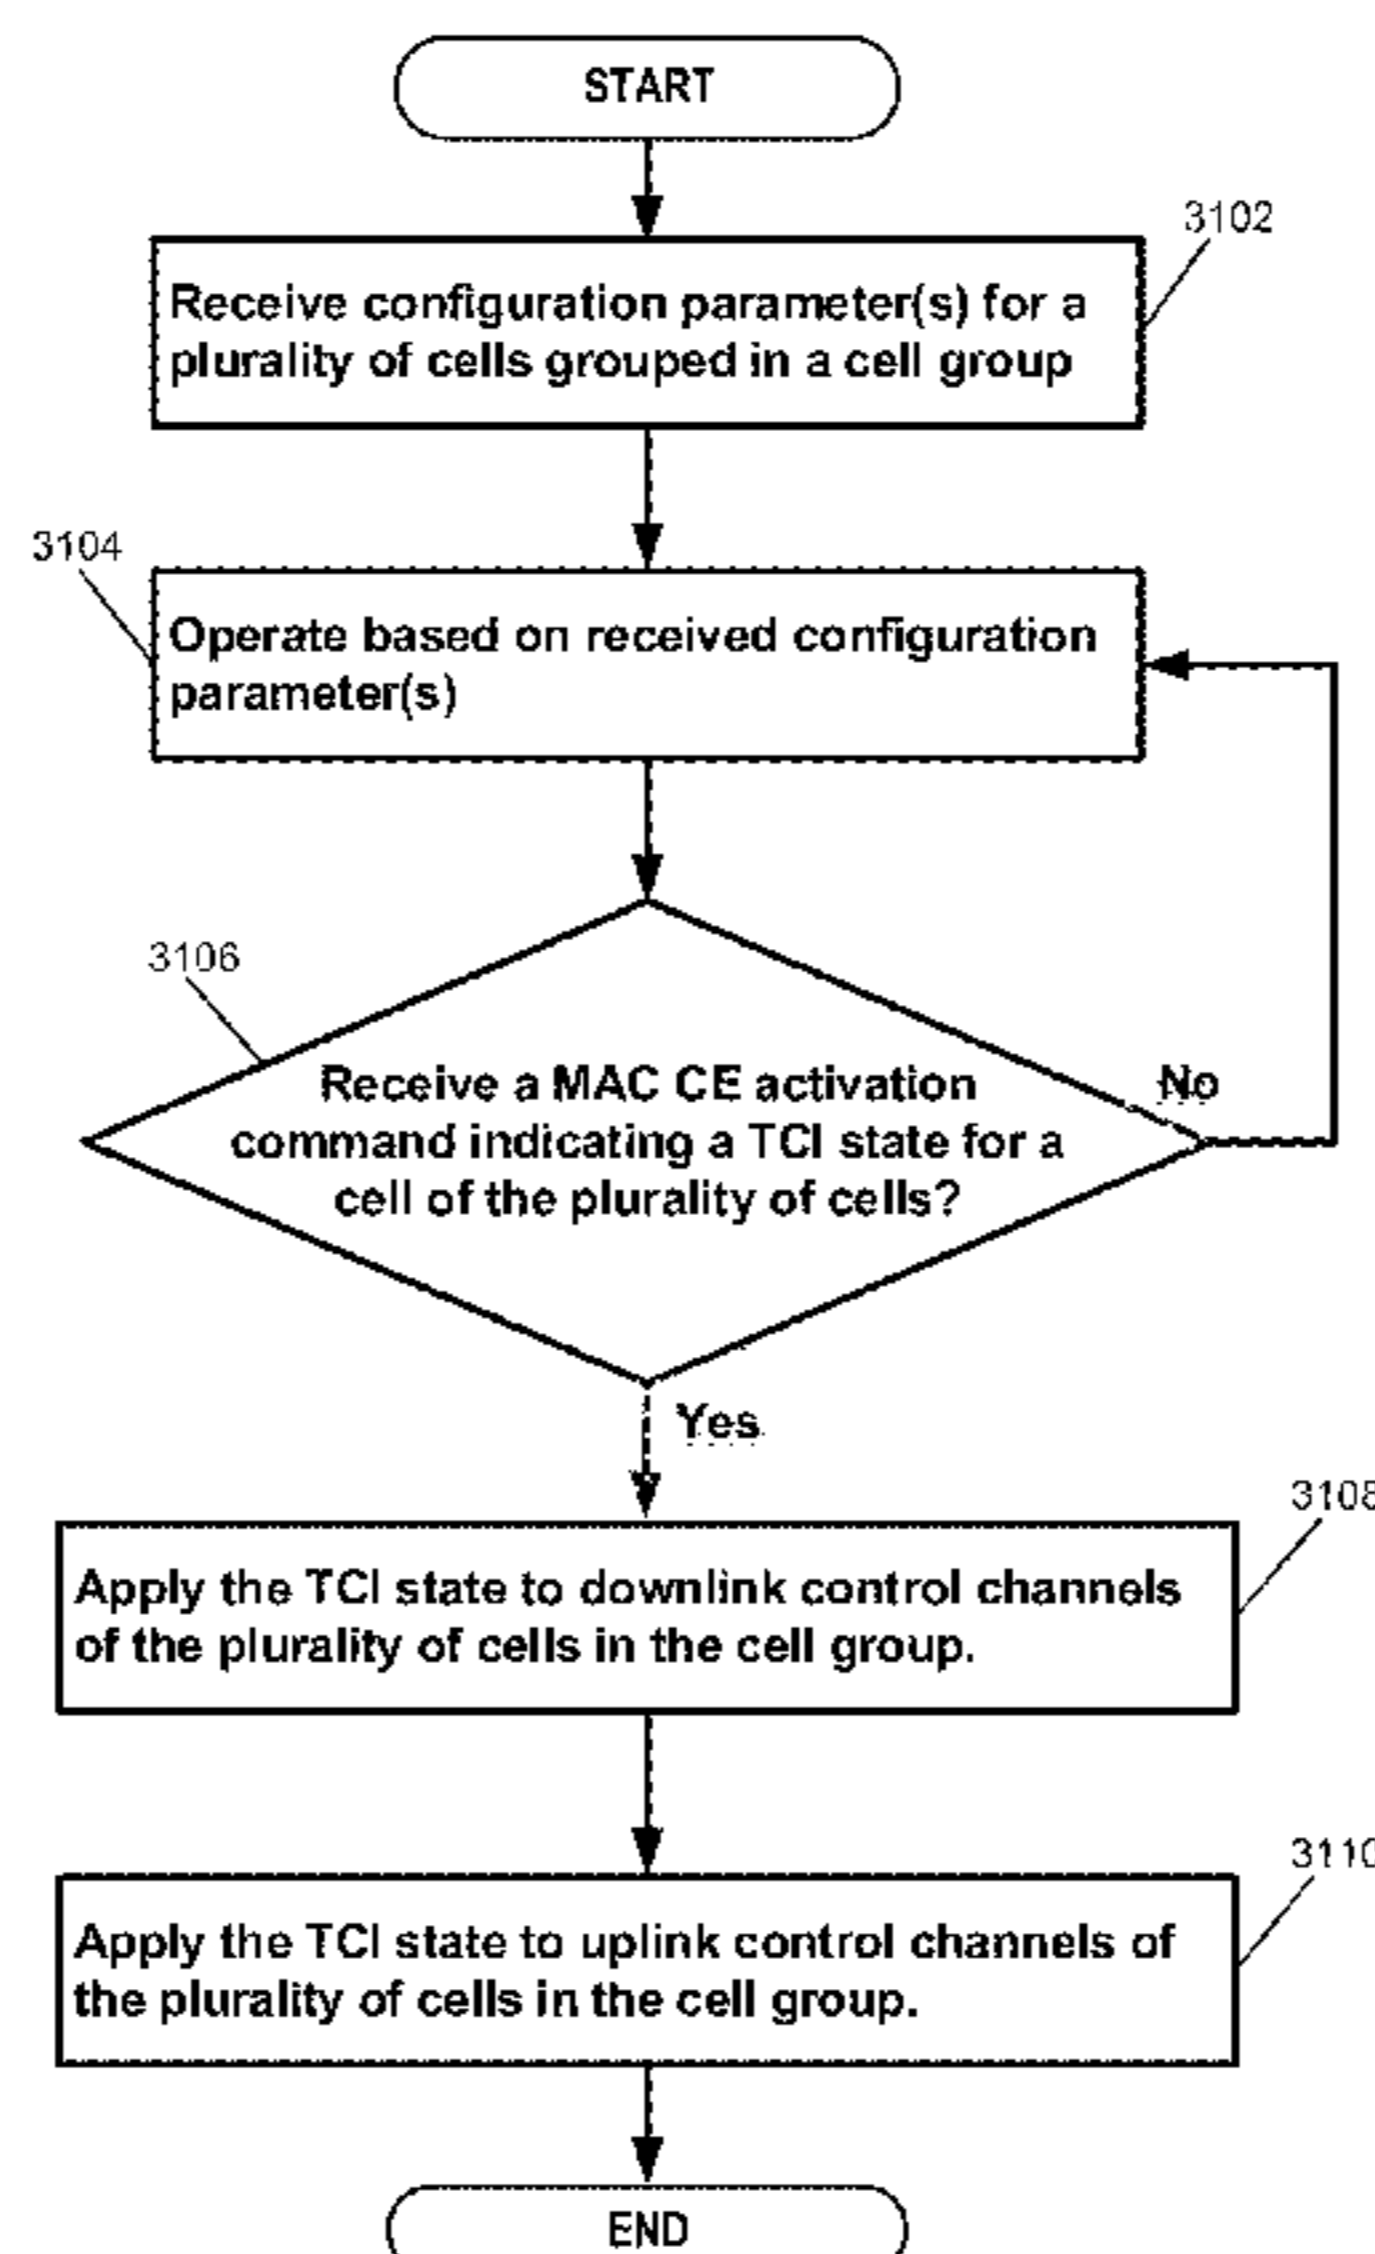 START
3102
Receive configuration parameter(s) for a
plurality of cells grouped in a cell group
3104
Operate based on received configuration
parameter(s)
3106
Receive a MAC CE activation
command indicating a TCI state for a
cell of the plurality of cells?
No
Yes
3108
Apply the TCI state to downlink control channels
of the plurality of cells in the cell group.
3110
Apply the TCI state to uplink control channels of
the plurality of cells in the cell group.
END